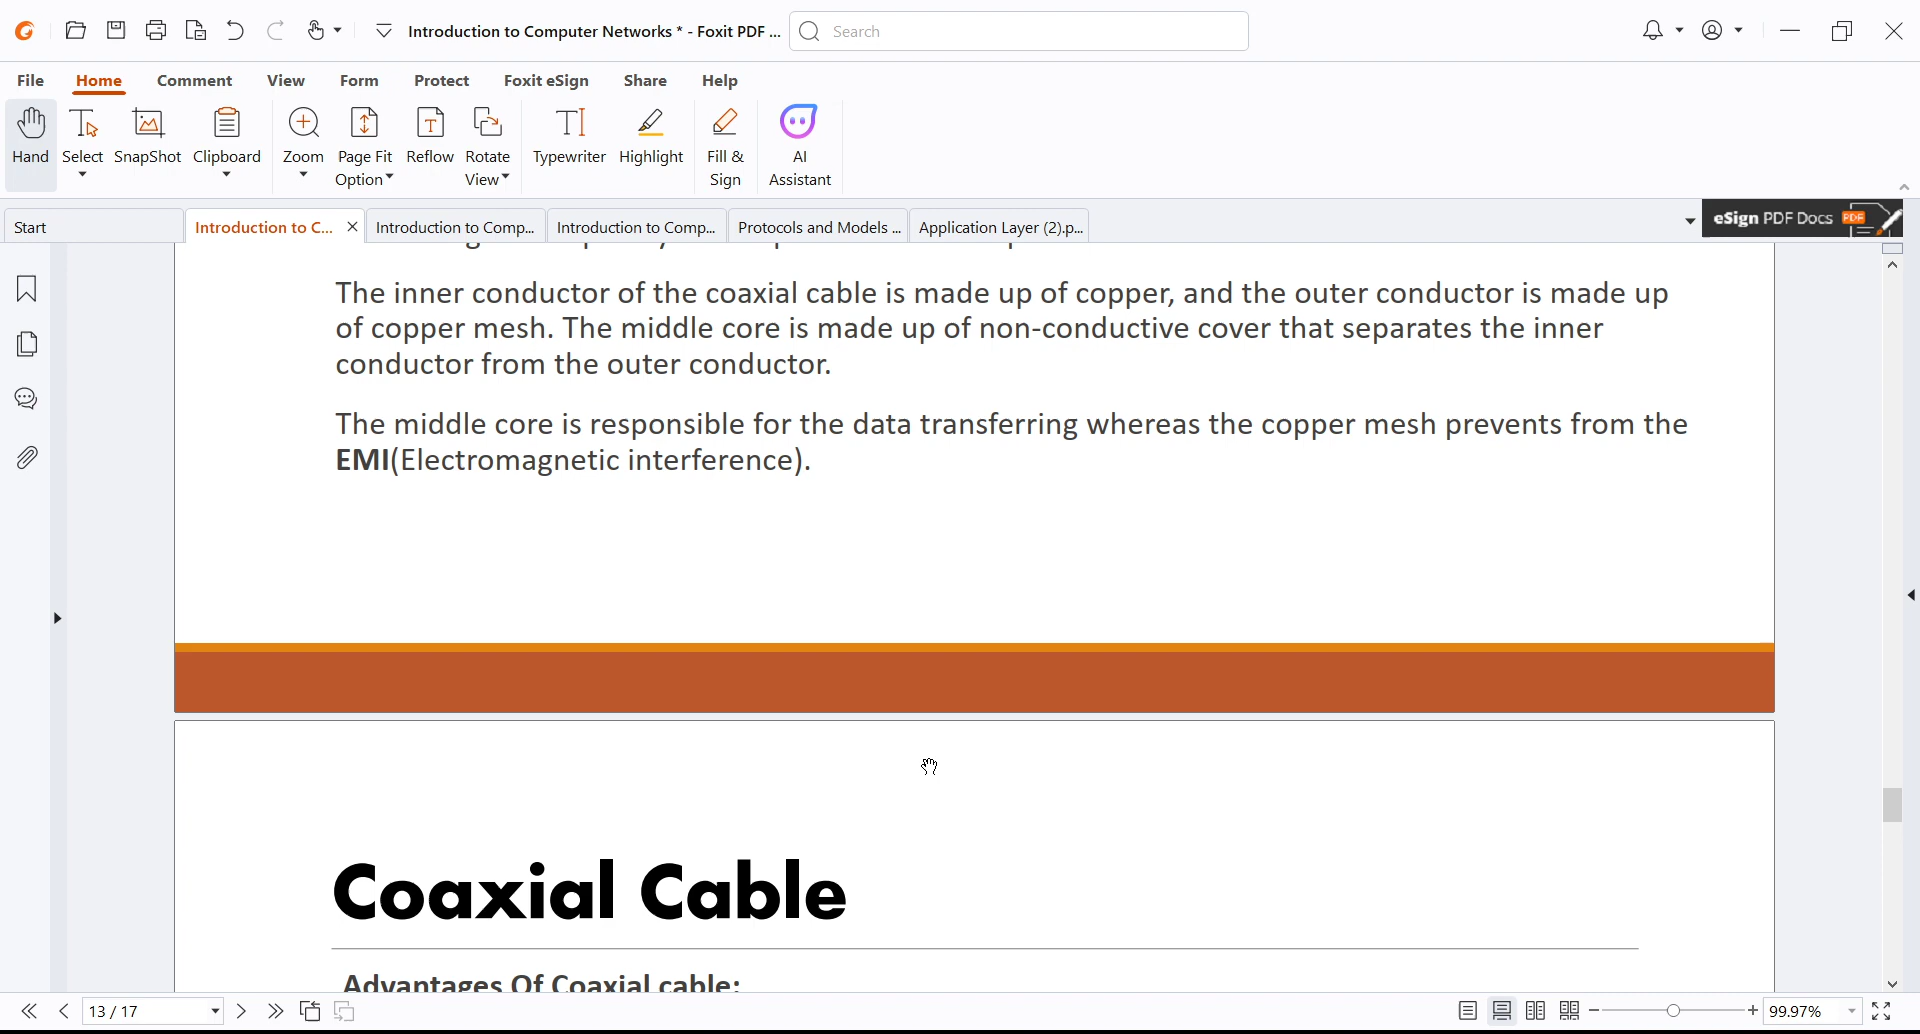 Introduction to Computer Networks * - Foxit PDF ...
Search
File Home Comment View Form Protect Foxit eSign Share Help
Hand
Select
SnapShot
Clipboard
Zoom
Page Fit
Option
Reflow
Rotate
View
Typewriter
Highlight
Fill &
Sign
AI
Assistant
Start
Introduction to C...
Introduction to Comp...
Introduction to Comp...
Protocols and Models ...
Application Layer (2).p...
eSign PDF Docs PDF
The inner conductor of the coaxial cable is made up of copper, and the outer conductor is made up
of copper mesh. The middle core is made up of non-conductive cover that separates the inner
conductor from the outer conductor.
The middle core is responsible for the data transferring whereas the copper mesh prevents from the
EMI(Electromagnetic interference).
Coaxial Cable
Advantages Of Coaxial cable:
13 / 17
99.97%